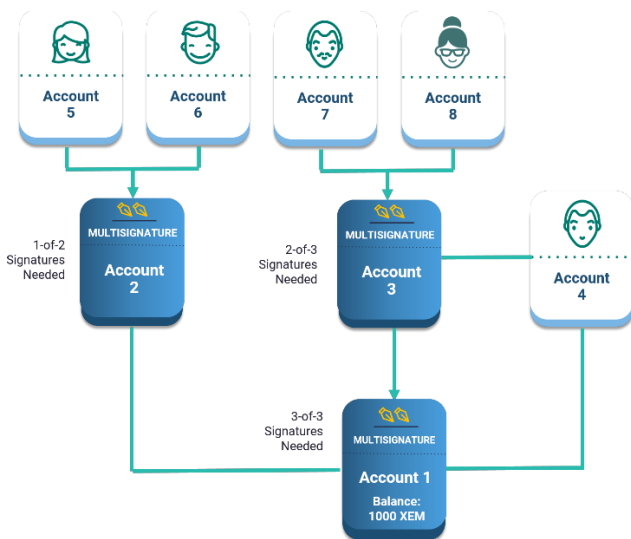 Account
5
Account
6
Account
7
Account
8
1-of-2
Signatures
Needed
MULTISIGNATURE
Account
2
2-of-3
Signatures
Needed
MULTISIGNATURE
Account
3
Account
4
3-of-3
Signatures
Needed
MULTISIGNATURE
Account 1
Balance:
1000 XEM